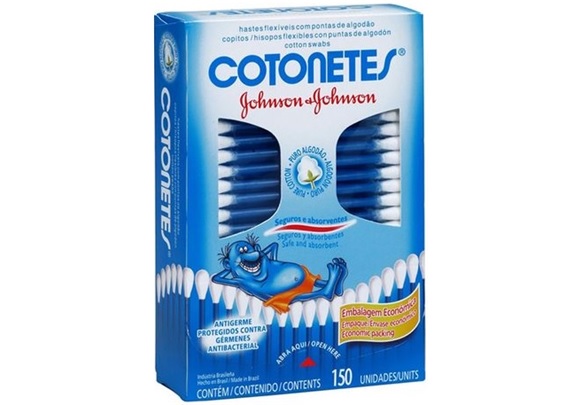 hastes flexíveis com pontas de algodão
copitos / hisopos flexibles con puntas de algodón
cotton swabs
COTONETES®
Johnson & Johnson
COTONETES
PURO ALGODÃO · ALGODÓN PURO · PURE COTTON
Seguros e absorventes
Seguros y absorbentes
Safe and absorbent
Embalagem Econômica
Empaque/Envase económico
Economic packing
ANTIGERME
PROTEGIDOS CONTRA
GÉRMENES
ANTIBACTERIAL
ABRA AQUI / OPEN HERE
Industria Brasileña
Hecho en Brasil / Made in Brazil
CONTÉM / CONTENIDO / CONTENTS 150 UNIDADES/UNITS